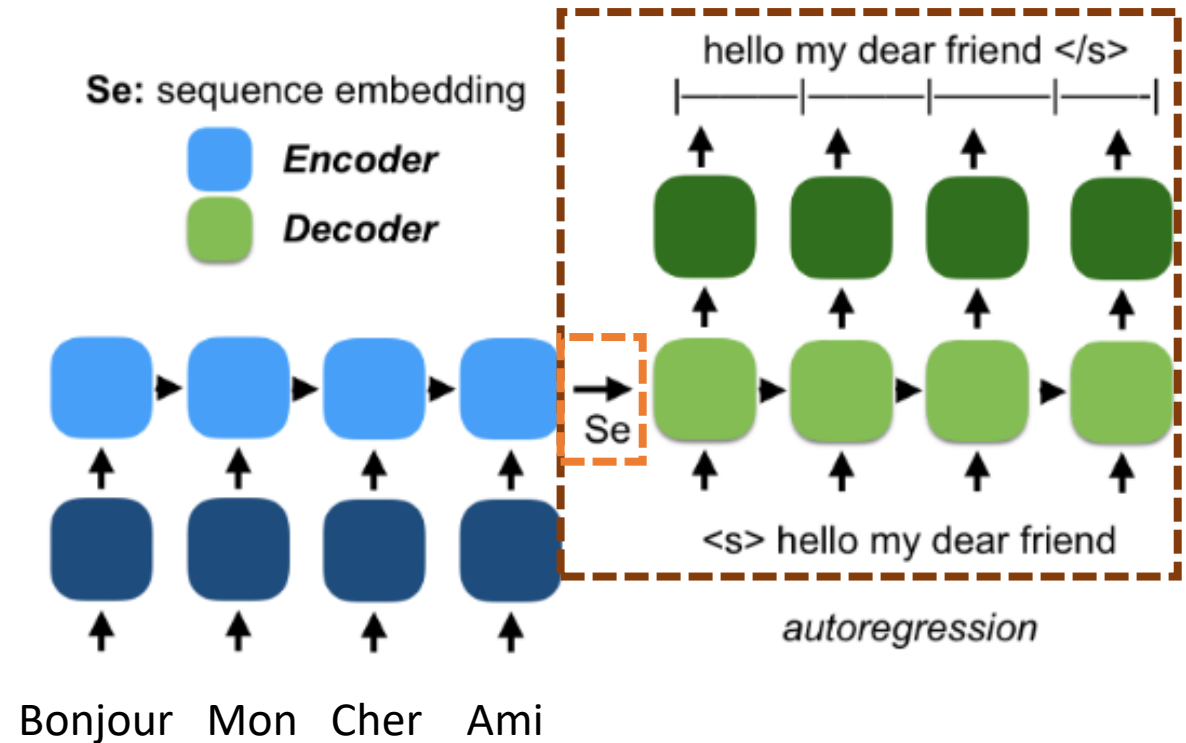 Se: sequence embedding
Encoder
Decoder
hello my dear friend </s>
Se
<s> hello my dear friend
autoregression
Bonjour Mon Cher Ami